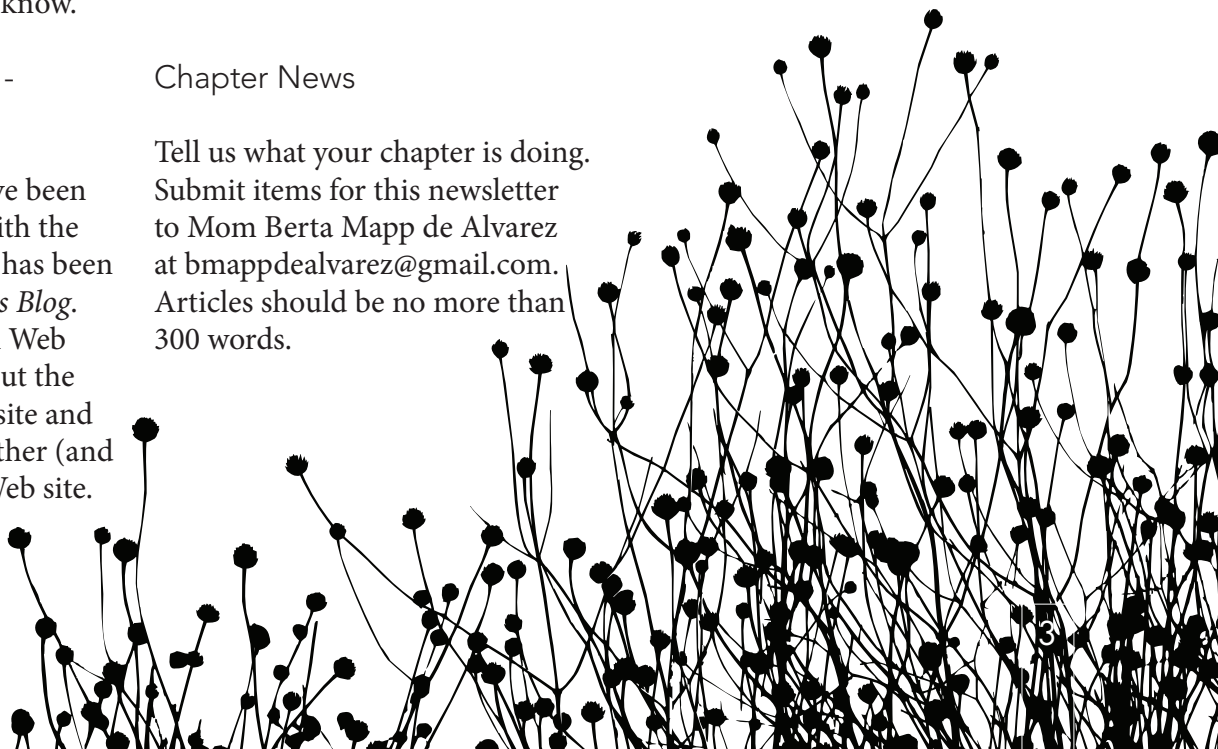 know.
-
ve been
ith the
has been
s Blog.
Web
ut the
site and
ther (and
Web site.
Chapter News
Tell us what your chapter is doing.
Submit items for this newsletter
to Mom Berta Mapp de Alvarez
at bmappdealvarez@gmail.com.
Articles should be no more than
300 words.
3